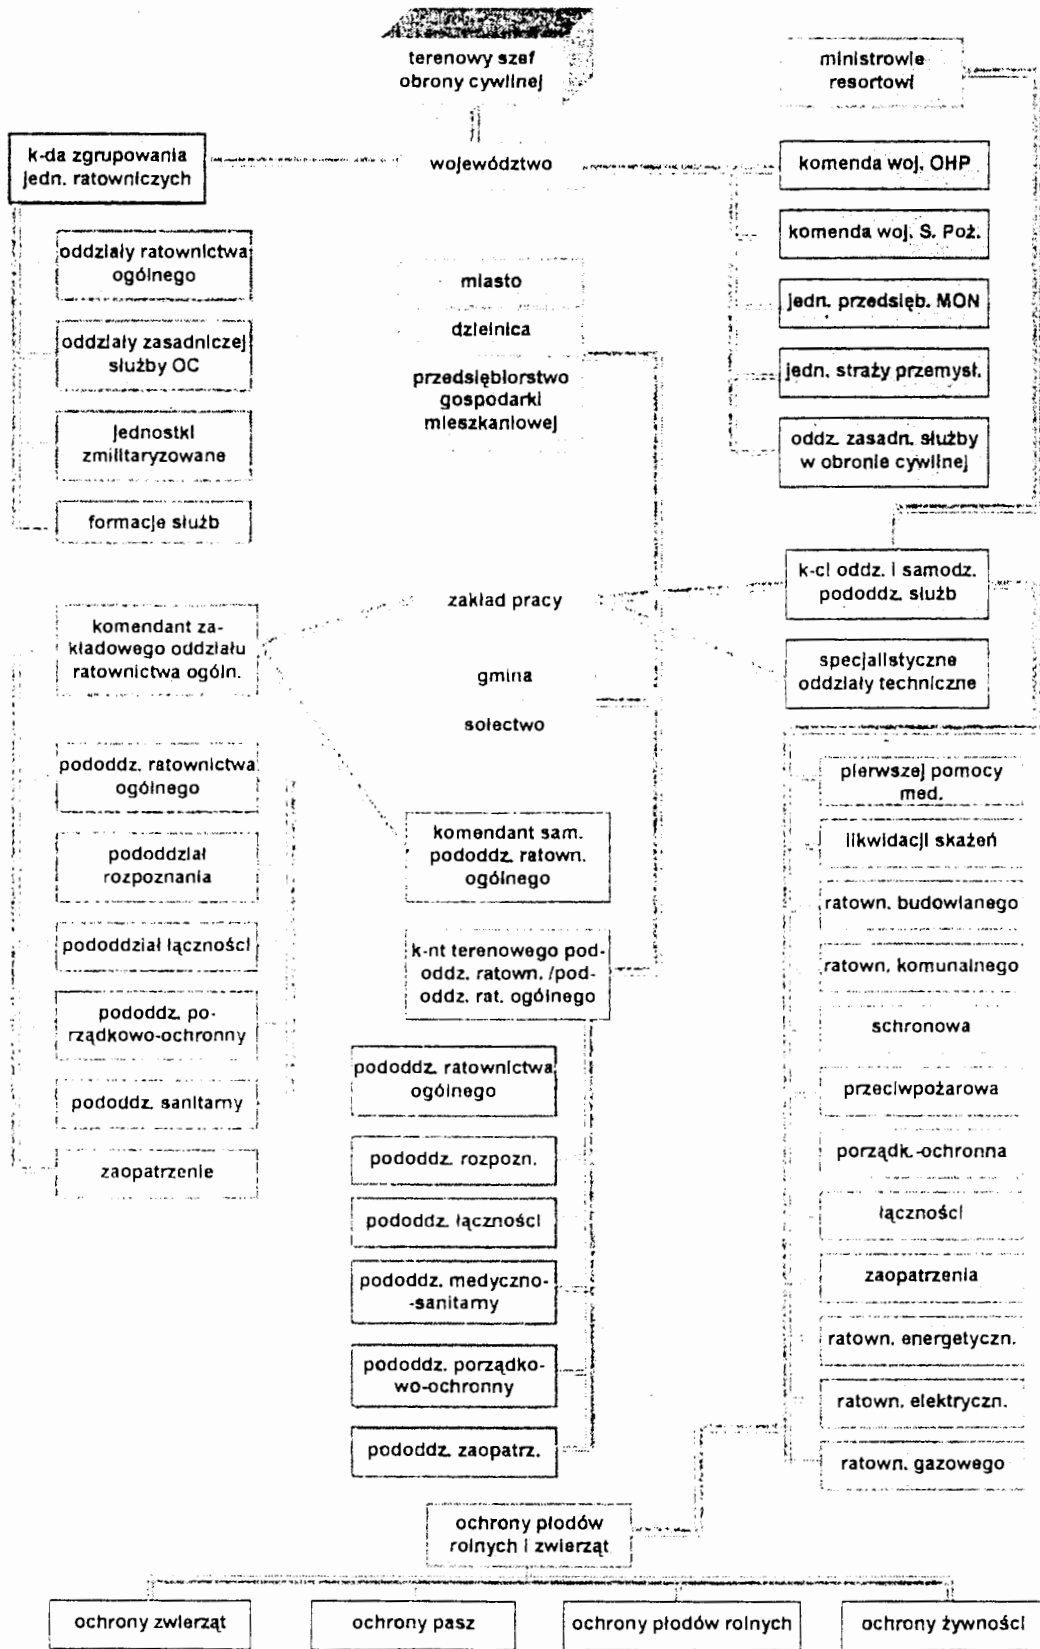 terenowy szef
obrony cywilnej
ministrowie
resortowi
k-da zgrupowania
jedn. ratowniczych
województwo
komenda woj. OHP
komenda woj. S. Poż.
jedn. przedsięb. MON
jedn. straży przemysł.
oddz. zasadn. służby
w obronie cywilnej
oddziały ratownictwa
ogólnego
oddziały zasadniczej
służby OC
jednostki
zmilitaryzowane
formacje służb
miasto
dzielnica
przedsiębiorstwo
gospodarki
mieszkaniowej
zakład pracy
k-ci oddz. i samodz.
pododdz. służb
specjalistyczne
oddziały techniczne
komendant za-
kładowego oddziału
ratownictwa ogóln.
gmina
sołectwo
pododdz. ratownictwa
ogólnego
pododdział
rozpoznania
pododdział łączności
pododdz. po-
rządkowo-ochronny
pododdz. sanitarny
zaopatrzenie
komendant sam.
pododdz. ratown.
ogólnego
k-nt terenowego pod-
oddz. ratown. /pod-
oddz. rat. ogólnego
pododdz. ratownictwa
ogólnego
pododdz. rozpozn.
pododdz. łączności
pododdz. medyczno-
-sanitarny
pododdz. porządko-
wo-ochronny
pododdz. zaopatrz.
pierwszej pomocy
med.
likwidacji skażeń
ratown. budowlanego
ratown. komunalnego
schronowa
przeciwpożarowa
porządk.-ochronna
łączności
zaopatrzenia
ratown. energetyczn.
ratown. elektryczn.
ratown. gazowego
ochrony płodów
rolnych i zwierząt
ochrony zwierząt
ochrony pasz
ochrony płodów rolnych
ochrony żywności